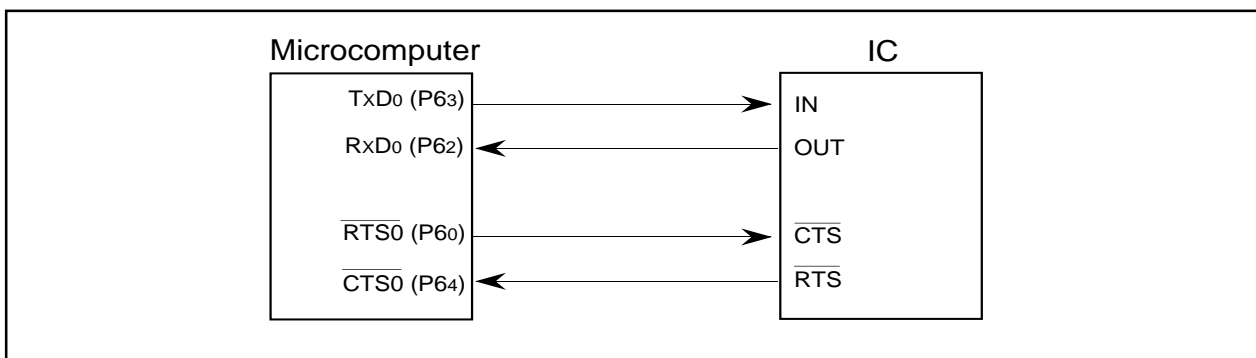 Microcomputer IC
TxD0 (P63) IN
RxD0 (P62) OUT
RTS0 (P60) CTS
CTS0 (P64) RTS